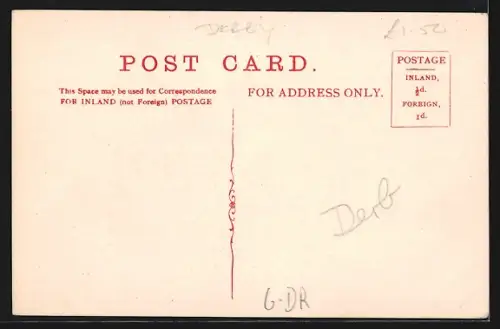 DERBY
£1.50
POST CARD.
This Space may be used for Correspondence
FOR INLAND (not Foreign) POSTAGE
FOR ADDRESS ONLY.
POSTAGE
INLAND,
½d.
FOREIGN,
1d.
Derb
G-DR